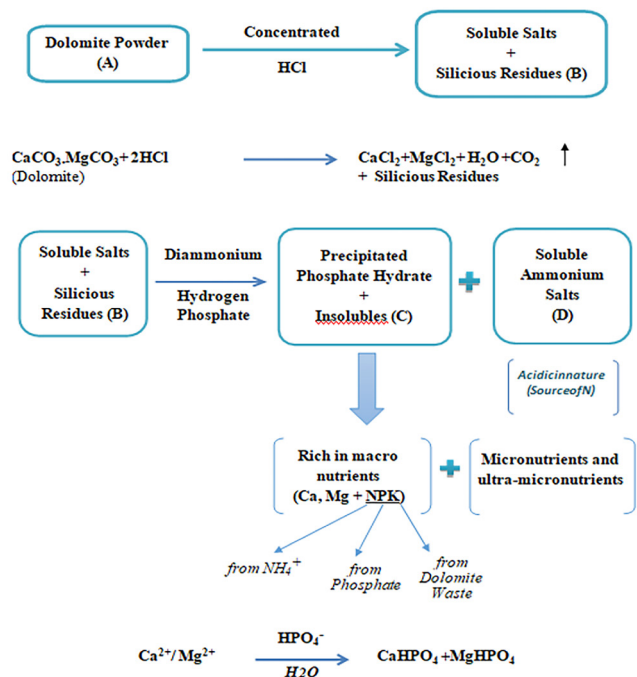 Dolomite Powder
(A)
Concentrated
HCl
Soluble Salts
+
Silicious Residues (B)
CaCO₃.MgCO₃+ 2HCl
(Dolomite)
CaCl₂+MgCl₂+H₂O+CO₂
+ Silicious Residues
Soluble Salts
+
Silicious
Residues (B)
Diammonium
Hydrogen
Phosphate
Precipitated
Phosphate Hydrate
+
Insolubles (C)
+
Soluble
Ammonium
Salts
(D)
Acidicinnature
(SourceofN)
Rich in macro
nutrients
(Ca, Mg + NPK)
+
Micronutrients and
ultra-micronutrients
from NH₄⁺
from
Phosphate
from
Dolomite
Waste
Ca²⁺/Mg²⁺
HPO₄⁻
H2O
CaHPO₄+MgHPO₄